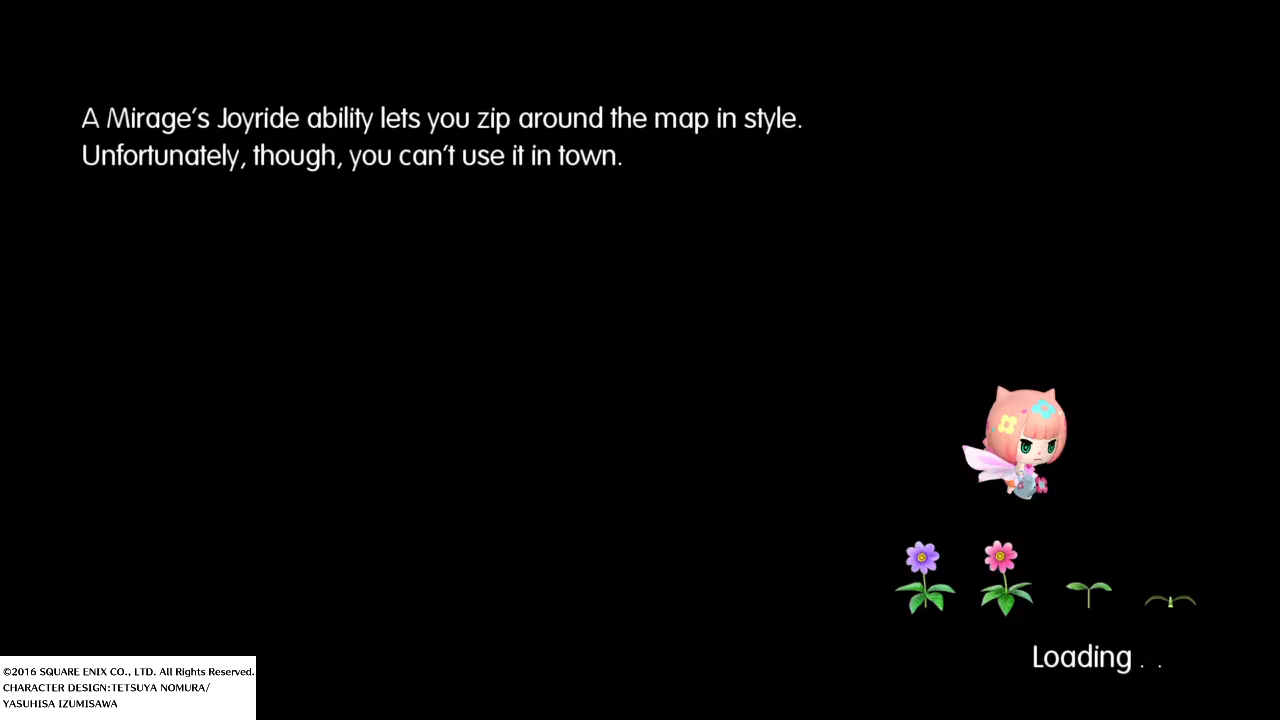 A Mirage's Joyride ability lets you zip around the map in style.
Unfortunately, though, you can't use it in town.
Loading . .
©2016 SQUARE ENIX CO., LTD. All Rights Reserved.
CHARACTER DESIGN:TETSUYA NOMURA/
YASUHISA IZUMISAWA